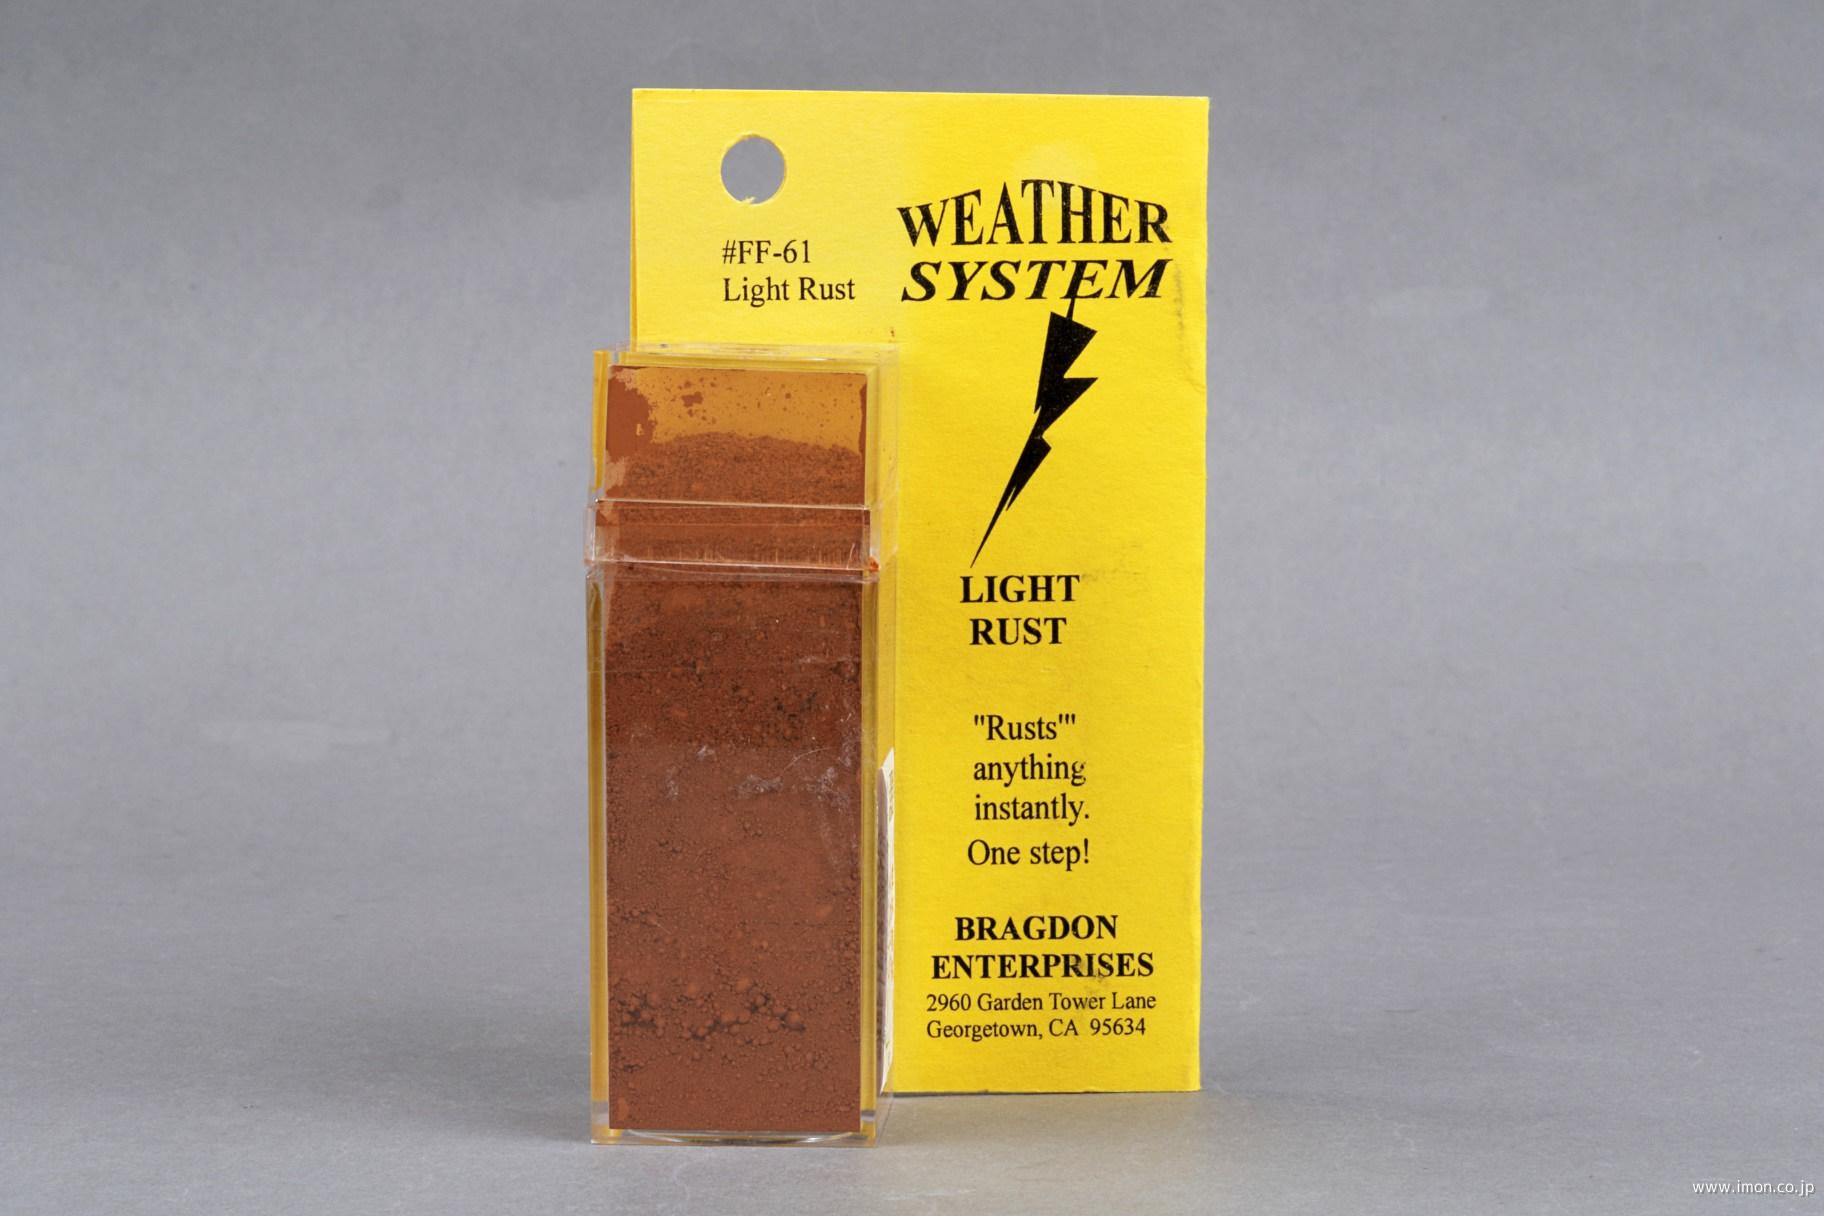 #FF-61
Light Rust
WEATHER
SYSTEM
LIGHT
RUST
"Rusts'"
anything
instantly.
One step!
BRAGDON
ENTERPRISES
2960 Garden Tower Lane
Georgetown, CA 95634
www.imon.co.jp